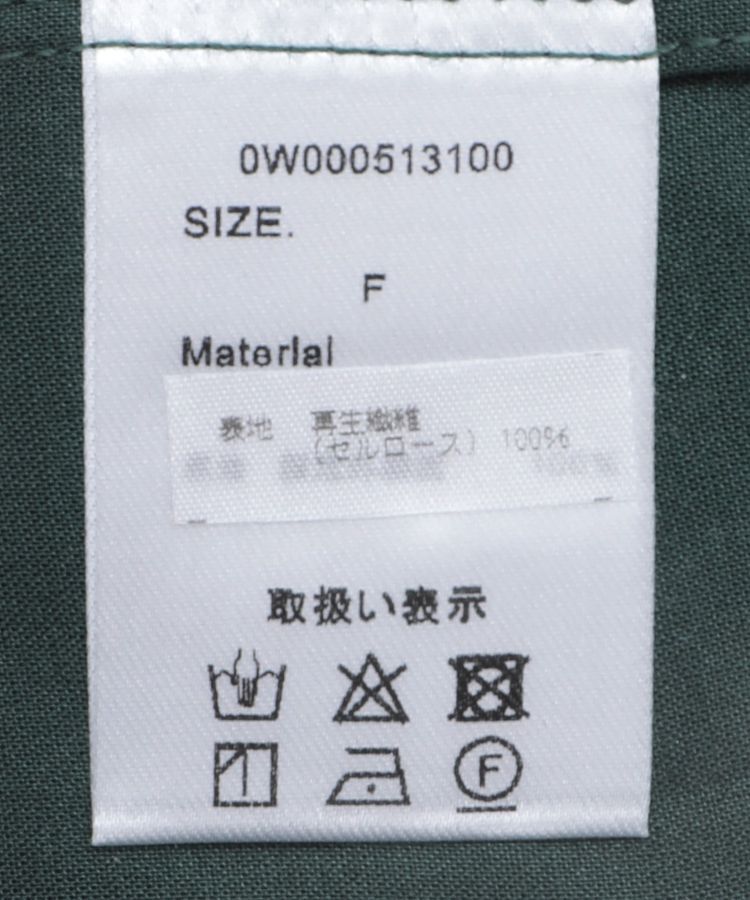 0W000513100
SIZE.
F
Material
表地 再生繊維
(セルロース) 100%
取扱い表示
F